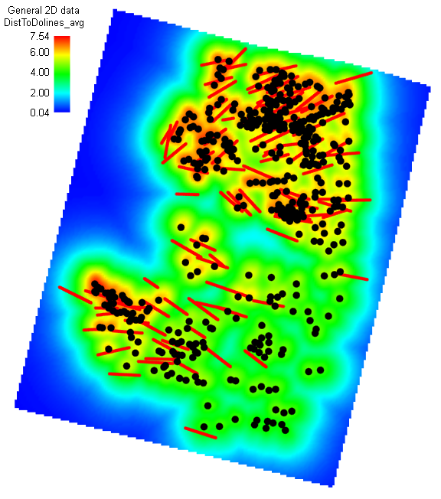 General 2D data
DistToDolines_avg
7.54
6.00
4.00
2.00
0.04